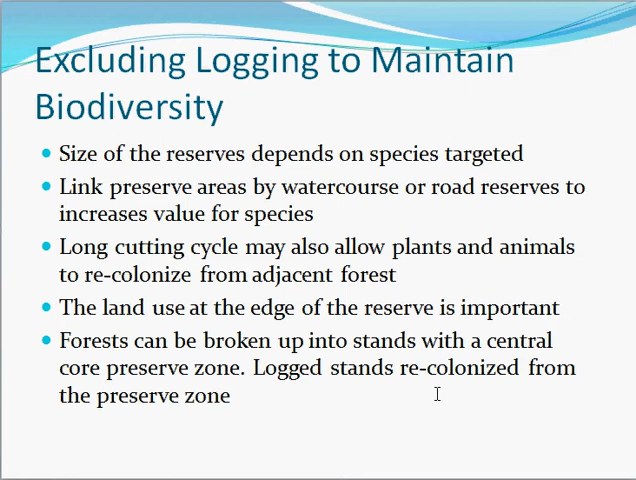 Excluding Logging to Maintain
Biodiversity
Size of the reserves depends on species targeted
Link preserve areas by watercourse or road reserves to
increases value for species
Long cutting cycle may also allow plants and animals
to re-colonize from adjacent forest
The land use at the edge of the reserve is important
Forests can be broken up into stands with a central
core preserve zone. Logged stands re-colonized from
the preserve zone